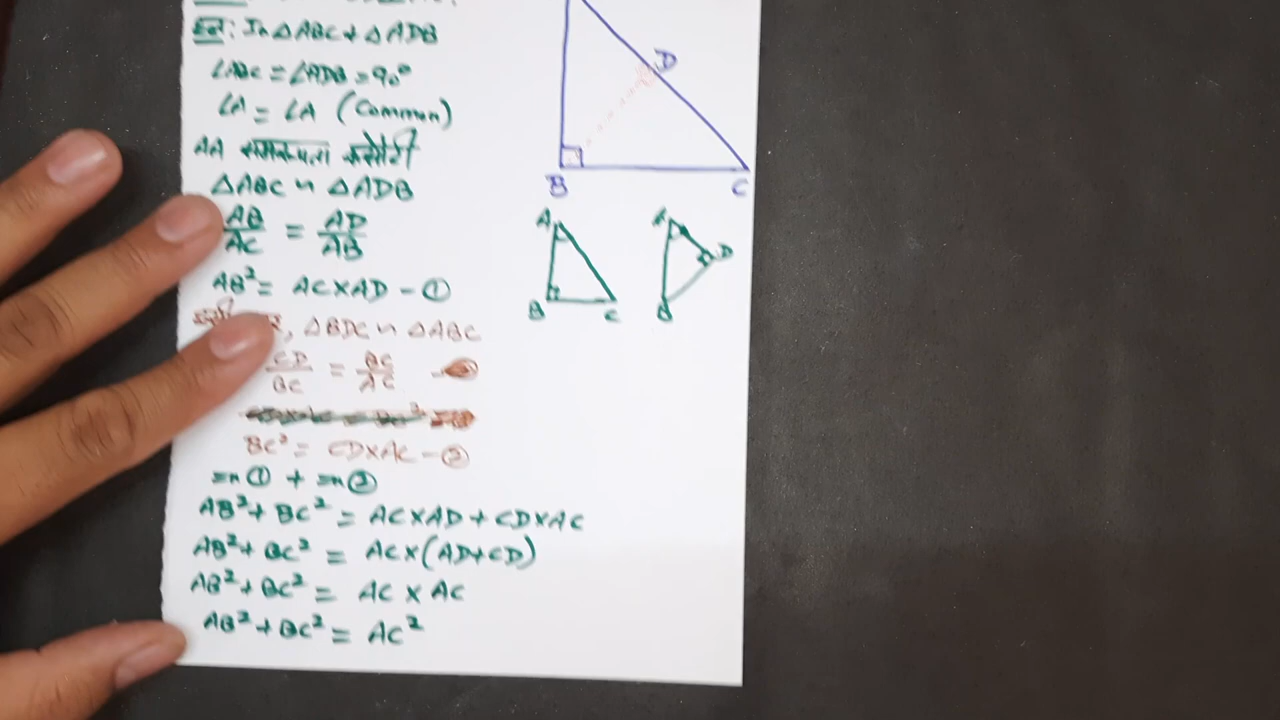 हल: In △ABC + △ADB
∠ABC = ∠ADB = 90°
∠A = ∠A (Common)
AA समरूपता कसौटी
△ABC ~ △ADB
AB/AC = AD/AB
AB² = AC×AD - ①
, △BDC ~ △ABC
CD/BC = BC/AC
BC² = CD×AC - ②
=n ① + =n ②
AB² + BC² = AC×AD + CD×AC
AB² + BC² = AC×(AD+CD)
AB² + BC² = AC × AC
AB² + BC² = AC²
D
B
C
A
B
C
A
D
B